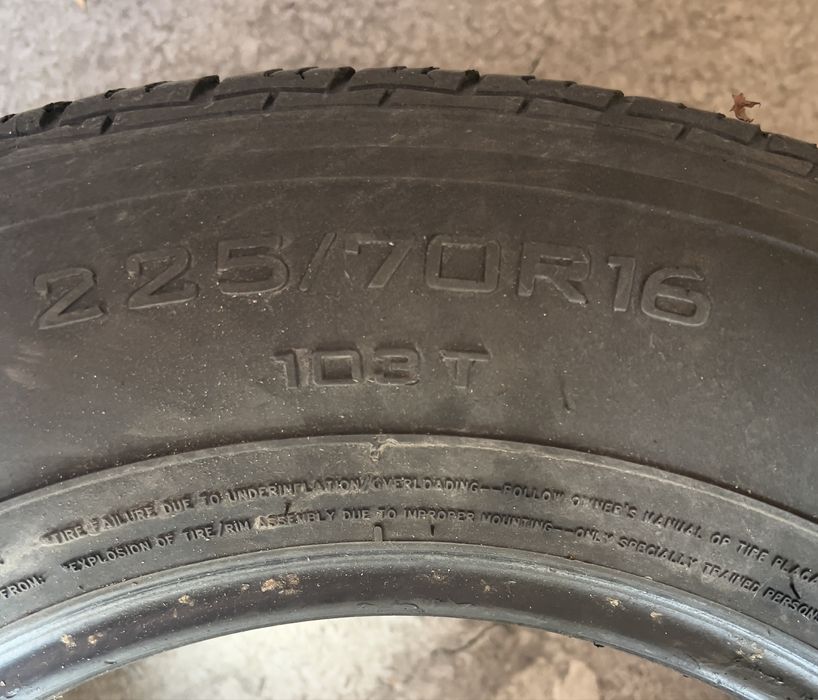 225/70R16
103 T
TIRE FAILURE DUE TO UNDERINFLATION/OVERLOADING—FOLLOW OWNER'S MANUAL OR TIRE PLACA
FROM: EXPLOSION OF TIRE/RIM ASSEMBLY DUE TO IMPROPER MOUNTING—ONLY SPECIALLY TRAINED PERSONS